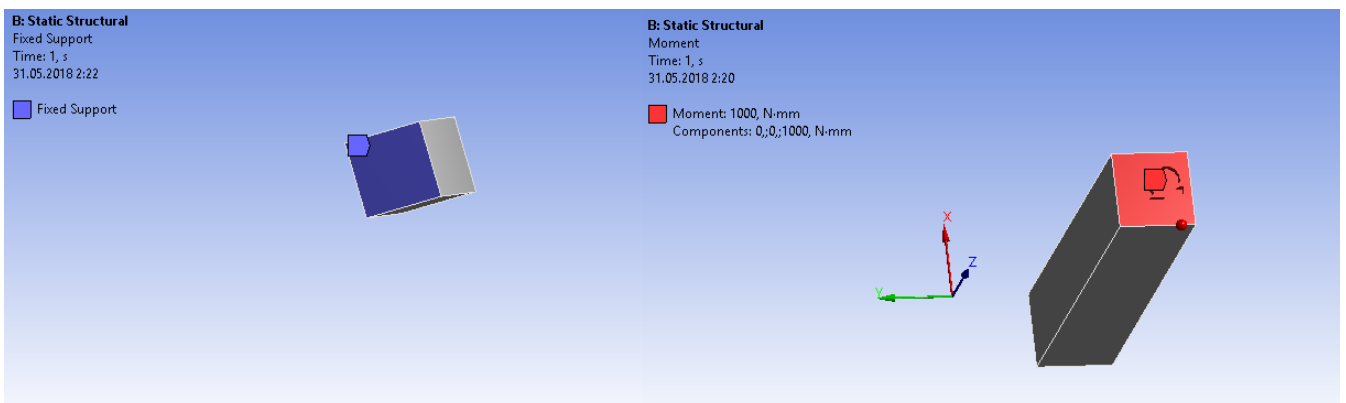 B: Static Structural
Fixed Support
Time: 1, s
31.05.2018 2:22
Fixed Support
B: Static Structural
Moment
Time: 1, s
31.05.2018 2:20
Moment: 1000, N·mm
Components: 0,;0,;1000, N·mm
X
Z
Y